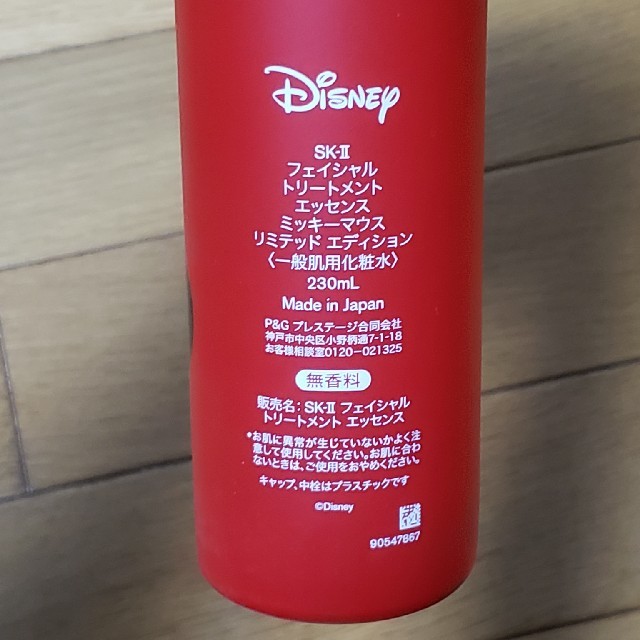 Disney
SK-II
フェイシャル
トリートメント
エッセンス
ミッキーマウス
リミテッド エディション
〈一般肌用化粧水〉
230mL
Made in Japan
P&G プレステージ合同会社
神戸市中央区小野柄通7-1-18
お客様相談室0120-021325
無香料
販売名：SK-II フェイシャル
トリートメント エッセンス
*お肌に異常が生じていないかよく注
意して使用してください。お肌に合わ
ないときは、ご使用をおやめください。
キャップ、中栓はプラスチックです
©Disney
90547867